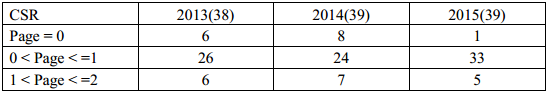 CSR 2013(38) 2014(39) 2015(39)
Page = 0 6 8 1
0 < Page < =1 26 24 33
1 < Page < =2 6 7 5